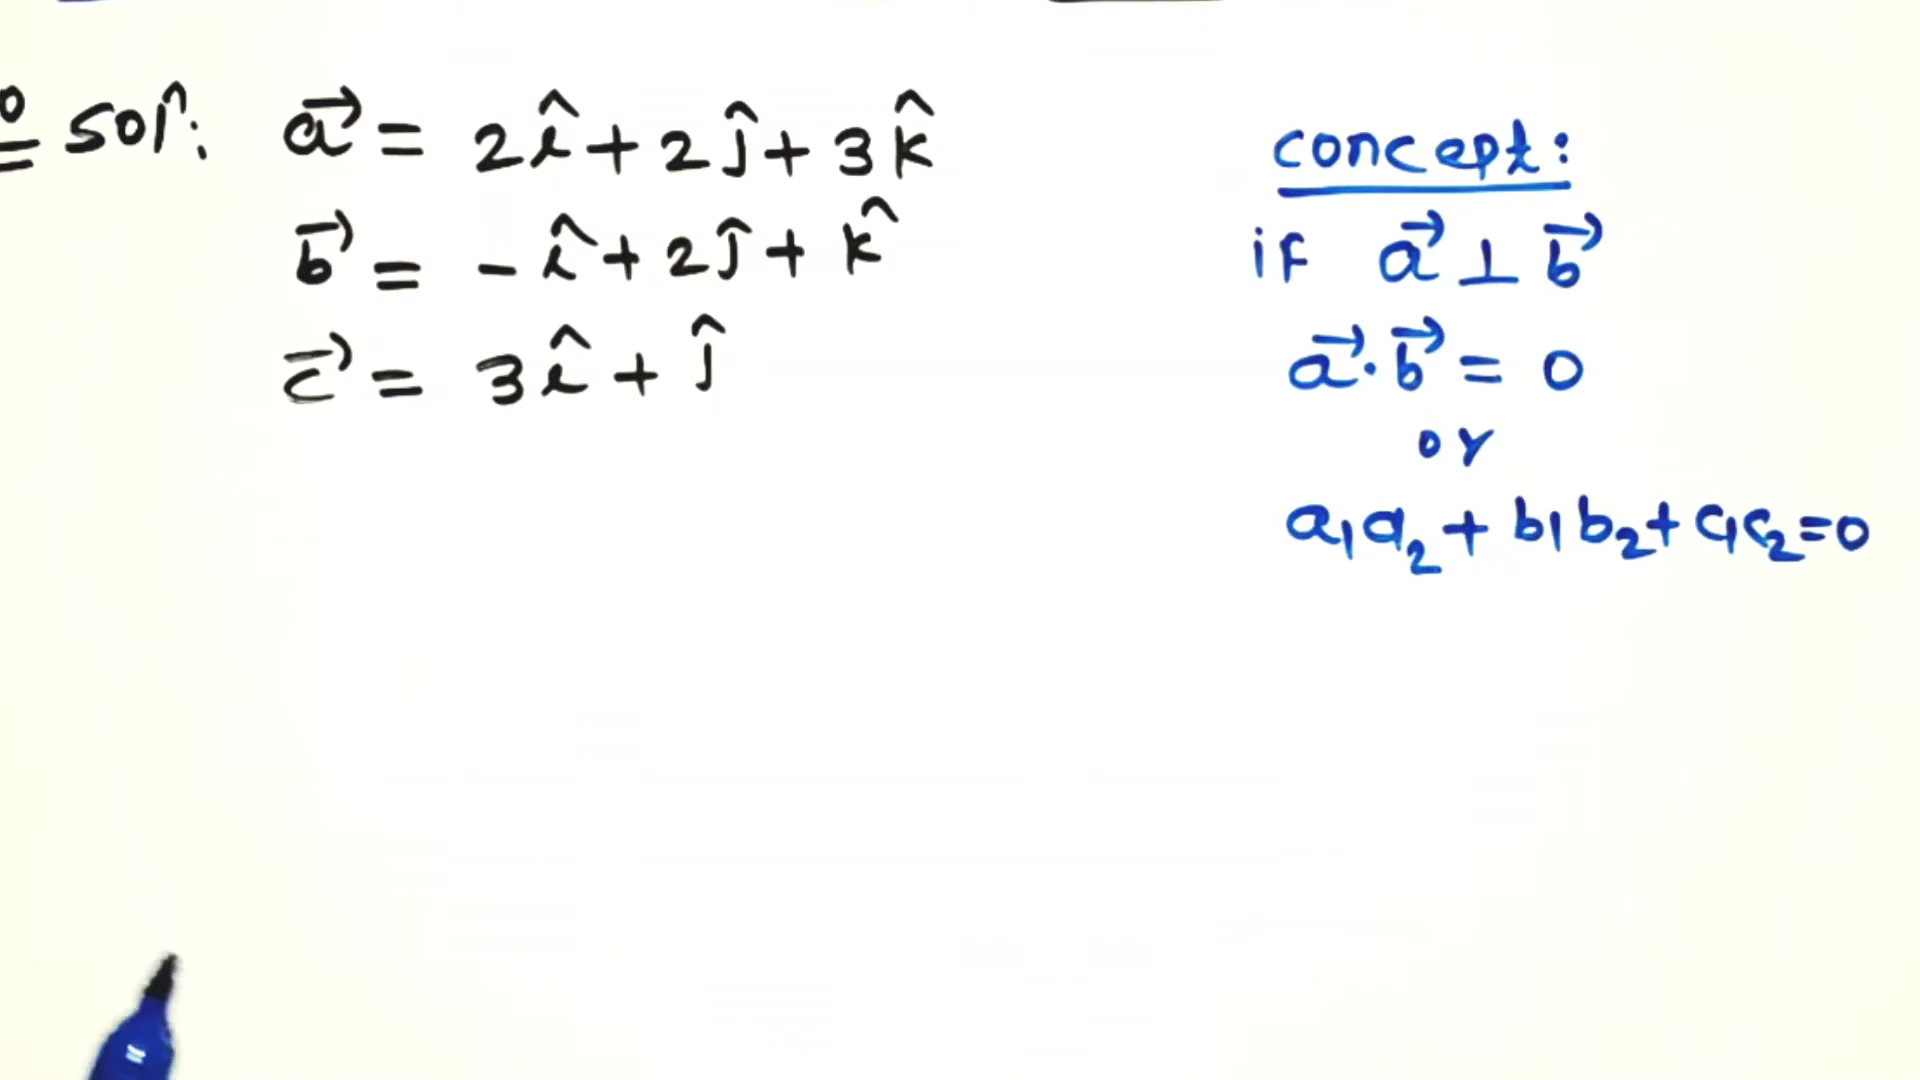 sol^n: a⃗ = 2î + 2ĵ + 3k̂
b⃗ = - î + 2ĵ + k̂
c⃗ = 3î + ĵ
concept:
if a⃗ ⊥ b⃗
a⃗ · b⃗ = 0
or
a₁a₂ + b₁b₂ + c₁c₂ = 0